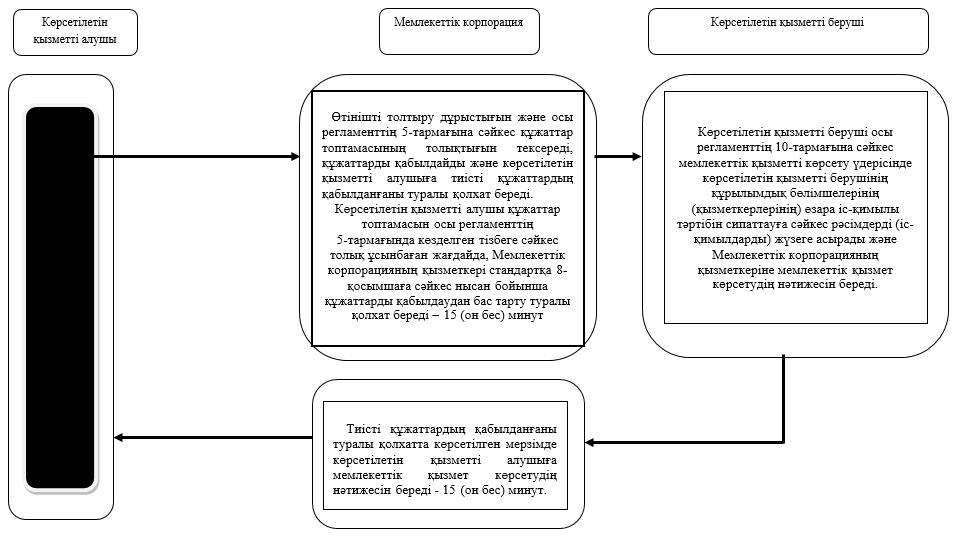 Көрсетілетін
қызметті алушы
Мемлекеттік корпорация
Көрсетілетін қызметті беруші
Өтінішті толтыру дұрыстығын және осы
регламенттің 5-тармағына сәйкес құжаттар
топтамасының толықтығын тексереді,
құжаттарды қабылдайды және көрсетілетін
қызметті алушыға тиісті құжаттардың
қабылданғаны туралы қолхат береді.
Көрсетілетін қызметті алушы құжаттар
топтамасын осы регламенттің
5-тармағында көзделген тізбеге сәйкес
толық ұсынбаған жағдайда, Мемлекеттік
корпорацияның қызметкері стандартқа 8-
қосымшаға сәйкес нысан бойынша
құжаттарды қабылдаудан бас тарту туралы
қолхат береді – 15 (он бес) минут
Көрсетілетін қызметті беруші осы
регламенттің 10-тармағына сәйкес
мемлекеттік қызметті көрсету үдерісінде
көрсетілетін қызметті берушінің
құрылымдық бөлімшелерінің
(қызметкерлерінің) өзара іс-қимылы
тәртібін сипаттауға сәйкес рәсімдерді (іс-
қимылдарды) жүзеге асырады және
Мемлекеттік корпорацияның
қызметкеріне мемлекеттік қызмет
көрсетудің нәтижесін береді.
Тиісті құжаттардың қабылданғаны
туралы қолхатта көрсетілген мерзімде
көрсетілетін қызметті алушыға
мемлекеттік қызмет көрсетудің
нәтижесін береді - 15 (он бес) минут.